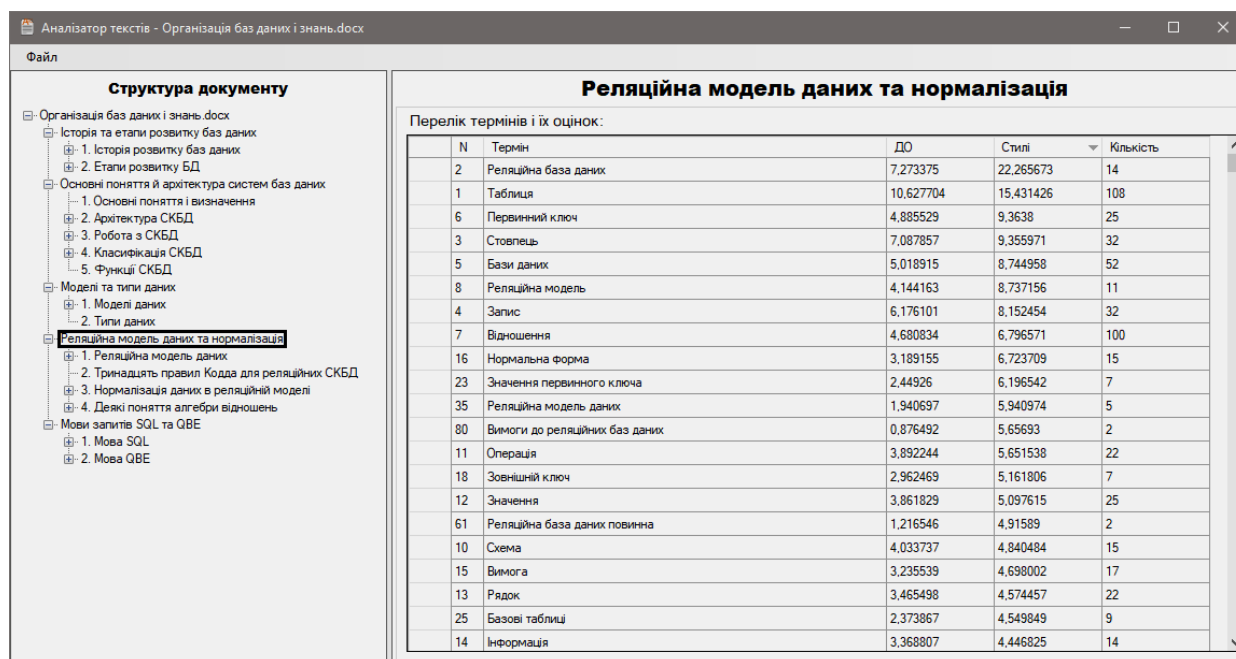 Аналізатор текстів - Організація баз даних і знань.docx
Файл
Структура документу
Організація баз даних і знань.docx
Історія та етапи розвитку баз даних
1. Історія розвитку баз даних
2. Етапи розвитку БД
Основні поняття й архітектура систем баз даних
1. Основні поняття і визначення
2. Архітектура СКБД
3. Робота з СКБД
4. Класифікація СКБД
5. Функції СКБД
Моделі та типи даних
1. Моделі даних
2. Типи даних
Реляційна модель даних та нормалізація
1. Реляційна модель даних
2. Тринадцять правил Кодда для реляційних СКБД
3. Нормалізація даних в реляційній моделі
4. Деякі поняття алгебри відношень
Мови запитів SQL та QBE
1. Мова SQL
2. Мова QBE
Реляційна модель даних та нормалізація
Перелік термінів і їх оцінок:
N Термін ДО Стилі Кількість
2 Реляційна база даних 7,273375 22,265673 14
1 Таблиця 10,627704 15,431426 108
6 Первинний ключ 4,885529 9,3638 25
3 Стовпець 7,087857 9,355971 32
5 Бази даних 5,018915 8,744958 52
8 Реляційна модель 4,144163 8,737156 11
4 Запис 6,176101 8,152454 32
7 Відношення 4,680834 6,796571 100
16 Нормальна форма 3,189155 6,723709 15
23 Значення первинного ключа 2,44926 6,196542 7
35 Реляційна модель даних 1,940697 5,940974 5
80 Вимоги до реляційних баз даних 0,876492 5,65693 2
11 Операція 3,892244 5,651538 22
18 Зовнішній ключ 2,962469 5,161806 7
12 Значення 3,861829 5,097615 25
61 Реляційна база даних повинна 1,216546 4,91589 2
10 Схема 4,033737 4,840484 15
15 Вимога 3,235539 4,698002 17
13 Рядок 3,465498 4,574457 22
25 Базові таблиці 2,373867 4,549849 9
14 Інформація 3,368807 4,446825 14